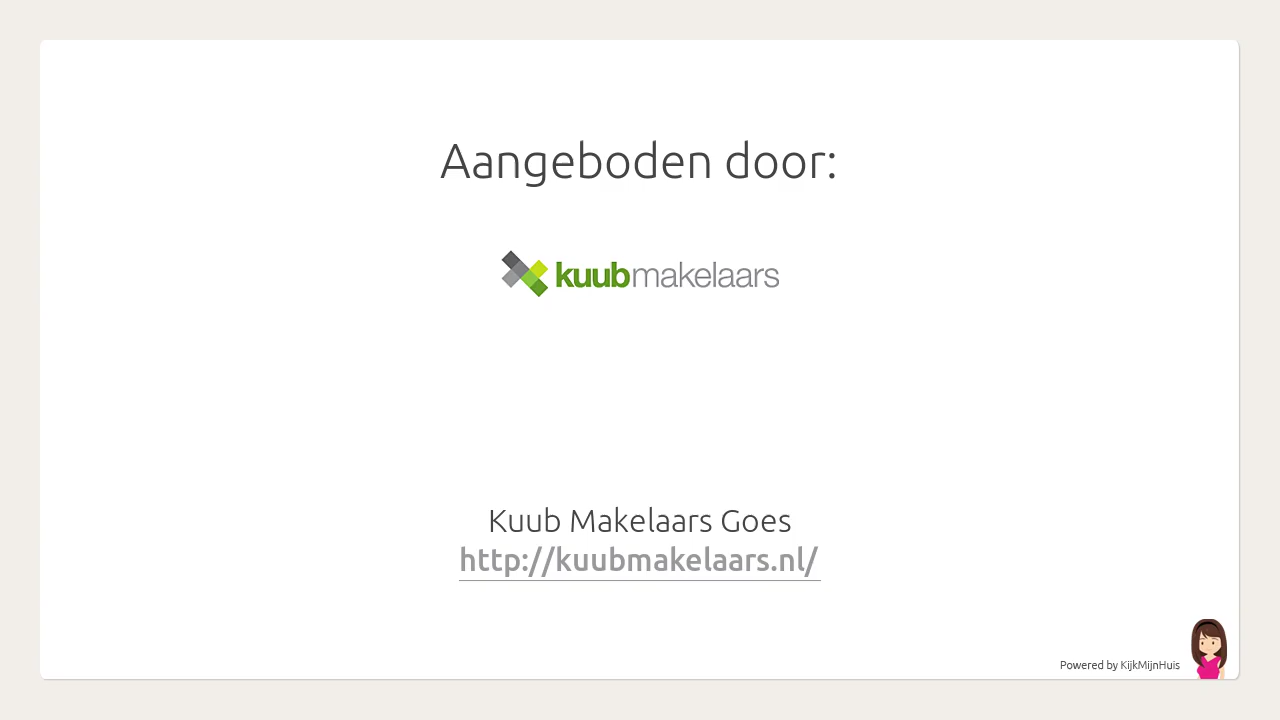 Aangeboden door:
kuubmakelaars
Kuub Makelaars Goes
http://kuubmakelaars.nl/
Powered by KijkMijnHuis